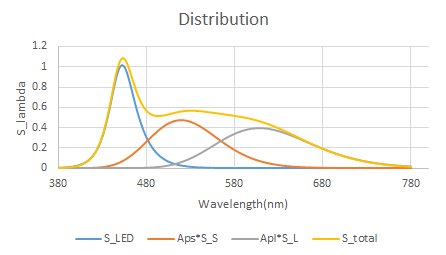 Distribution
1.2
1
0.8
0.6
0.4
0.2
0
S_lambda
380 480 580 680 780
Wavelength(nm)
S_LED Aps*S_S Apl*S_L S_total